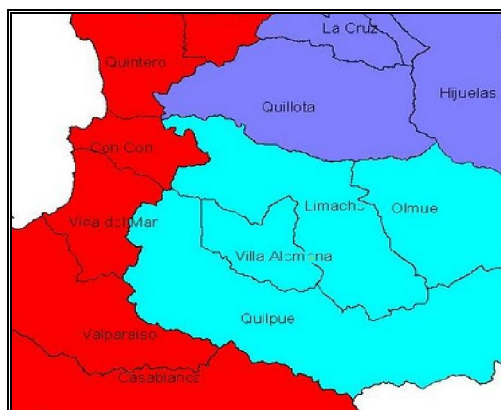 La Cruz
Quintero
Hijuelas
Quillota
Con Con
Limache
Olmue
Vina del Mar
Villa Alemana
Quilpue
Valparaiso
Casablanca